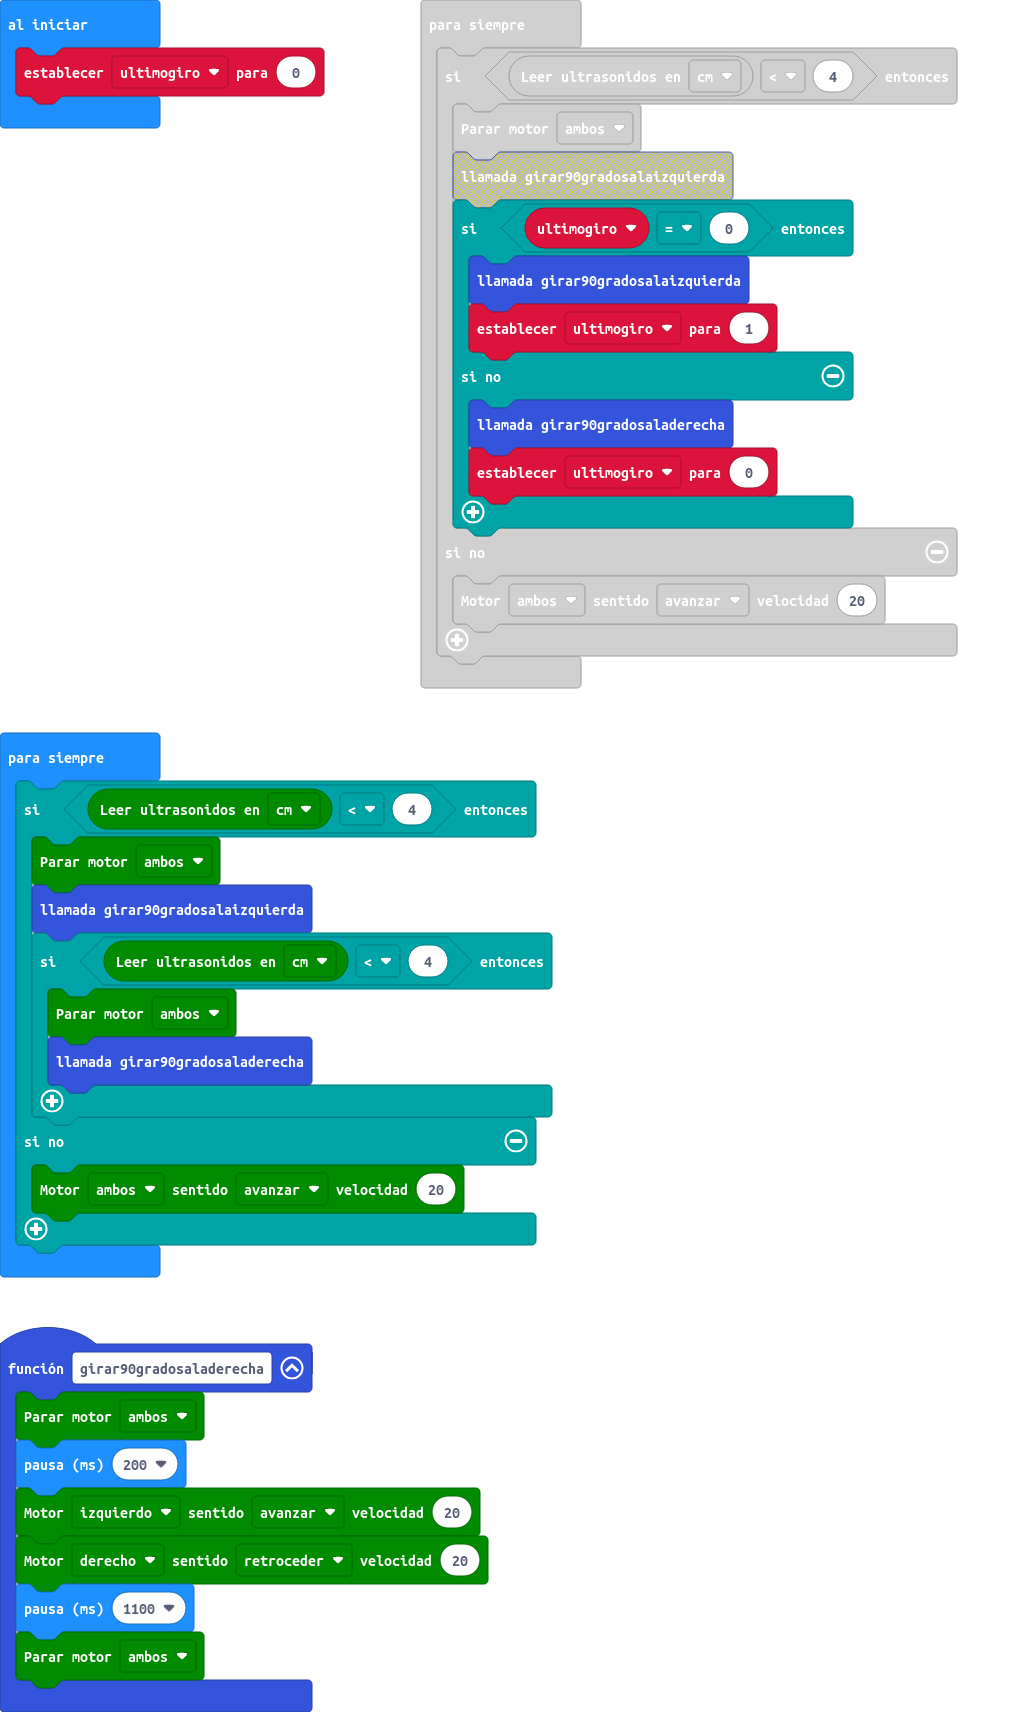 al iniciar
establecer ultimogiro para 0
para siempre
si Leer ultrasonidos en cm < 4 entonces
Parar motor ambos
llamada girar90gradosalaizquierda
si ultimogiro = 0 entonces
llamada girar90gradosalaizquierda
establecer ultimogiro para 1
si no
llamada girar90gradosaladerecha
establecer ultimogiro para 0
si no
Motor ambos sentido avanzar velocidad 20
para siempre
si Leer ultrasonidos en cm < 4 entonces
Parar motor ambos
llamada girar90gradosalaizquierda
si Leer ultrasonidos en cm < 4 entonces
Parar motor ambos
llamada girar90gradosaladerecha
si no
Motor ambos sentido avanzar velocidad 20
función girar90gradosaladerecha
Parar motor ambos
pausa (ms) 200
Motor izquierdo sentido avanzar velocidad 20
Motor derecho sentido retroceder velocidad 20
pausa (ms) 1100
Parar motor ambos